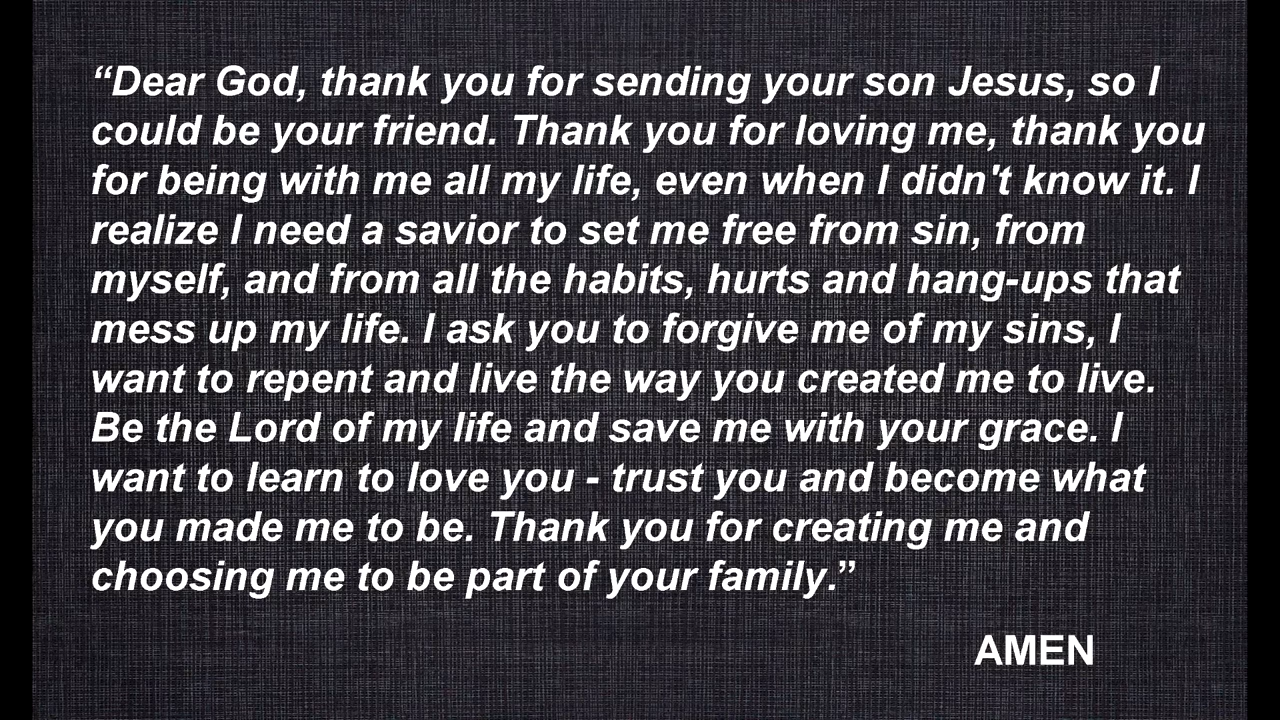 “Dear God, thank you for sending your son Jesus, so I
could be your friend. Thank you for loving me, thank you
for being with me all my life, even when I didn't know it. I
realize I need a savior to set me free from sin, from
myself, and from all the habits, hurts and hang-ups that
mess up my life. I ask you to forgive me of my sins, I
want to repent and live the way you created me to live.
Be the Lord of my life and save me with your grace. I
want to learn to love you - trust you and become what
you made me to be. Thank you for creating me and
choosing me to be part of your family.”
AMEN